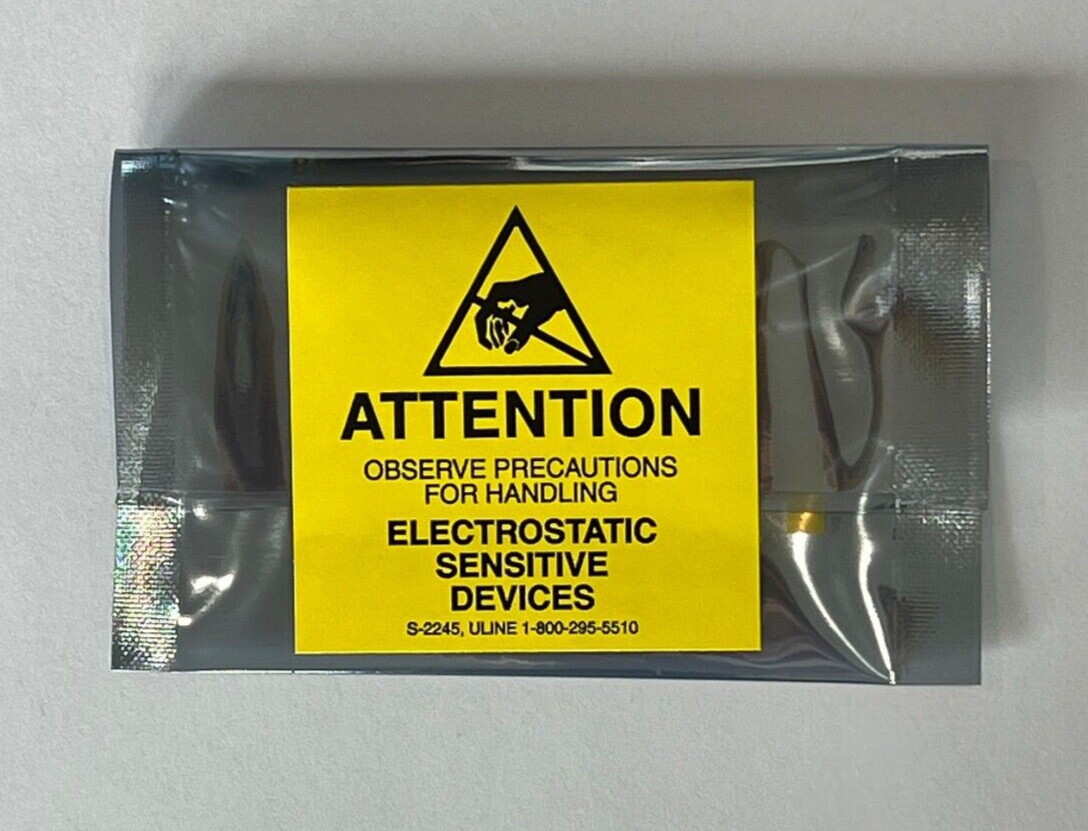 ATTENTION
OBSERVE PRECAUTIONS
FOR HANDLING
ELECTROSTATIC
SENSITIVE
DEVICES
S-2245, ULINE 1-800-295-5510